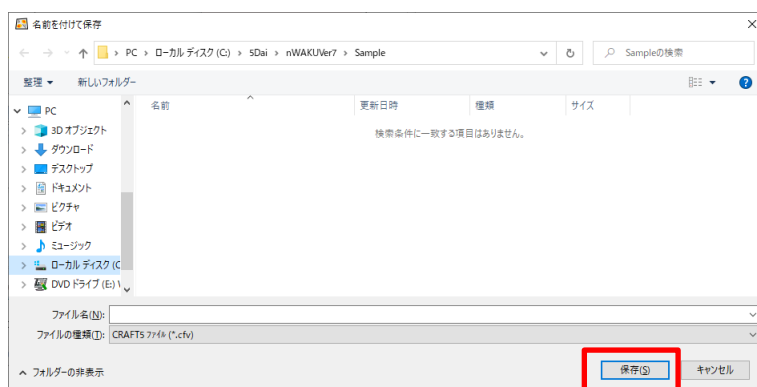 名前を付けて保存
PC › ローカル ディスク (C:) › 5Dai › nWAKUVer7 › Sample
Sampleの検索
整理 新しいフォルダー
名前 更新日時 種類 サイズ
検索条件に一致する項目はありません。
PC
3D オブジェクト
ダウンロード
デスクトップ
ドキュメント
ピクチャ
ビデオ
ミュージック
ローカル ディスク (C
DVD ドライブ (E:)
ファイル名(N):
ファイルの種類(T): CRAFT5 ファイル (*.cfv)
フォルダーの非表示 保存(S) キャンセル